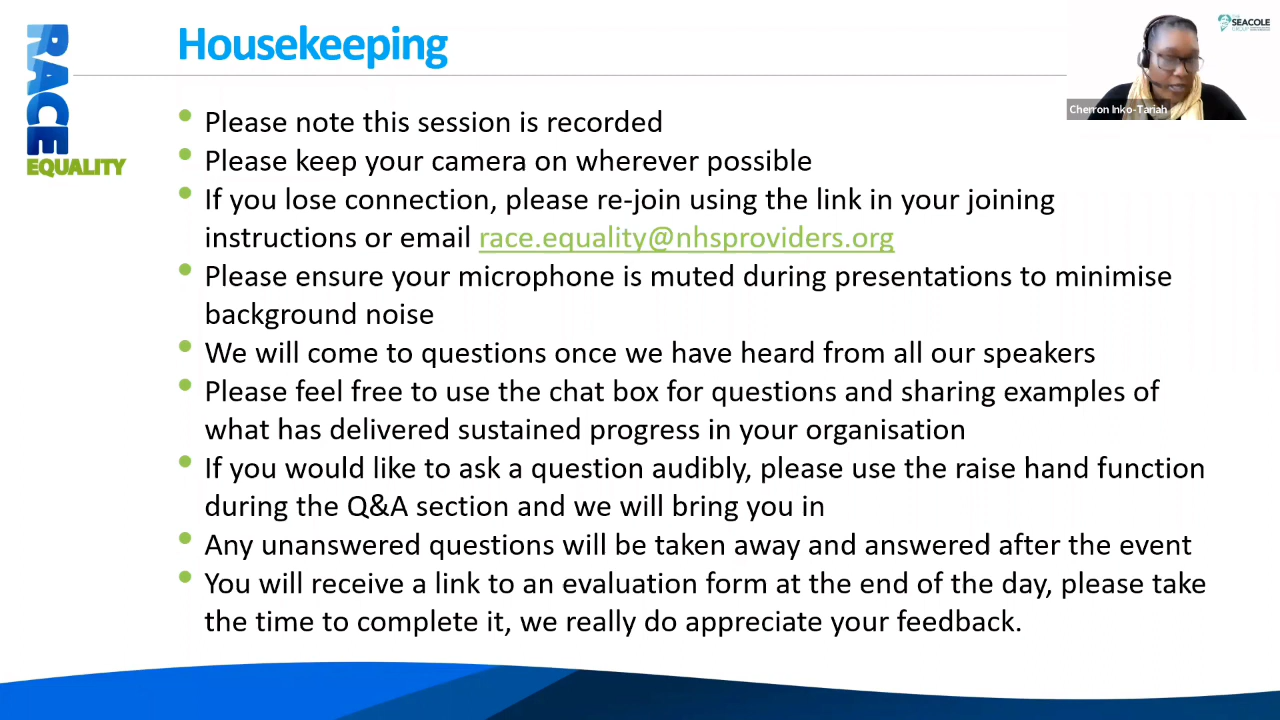 RACE
EQUALITY
Housekeeping
SEACOLE
GROUP
Cherron Inko-Tariah
• Please note this session is recorded
• Please keep your camera on wherever possible
• If you lose connection, please re-join using the link in your joining
instructions or email race.equality@nhsproviders.org
• Please ensure your microphone is muted during presentations to minimise
background noise
• We will come to questions once we have heard from all our speakers
• Please feel free to use the chat box for questions and sharing examples of
what has delivered sustained progress in your organisation
• If you would like to ask a question audibly, please use the raise hand function
during the Q&A section and we will bring you in
• Any unanswered questions will be taken away and answered after the event
• You will receive a link to an evaluation form at the end of the day, please take
the time to complete it, we really do appreciate your feedback.